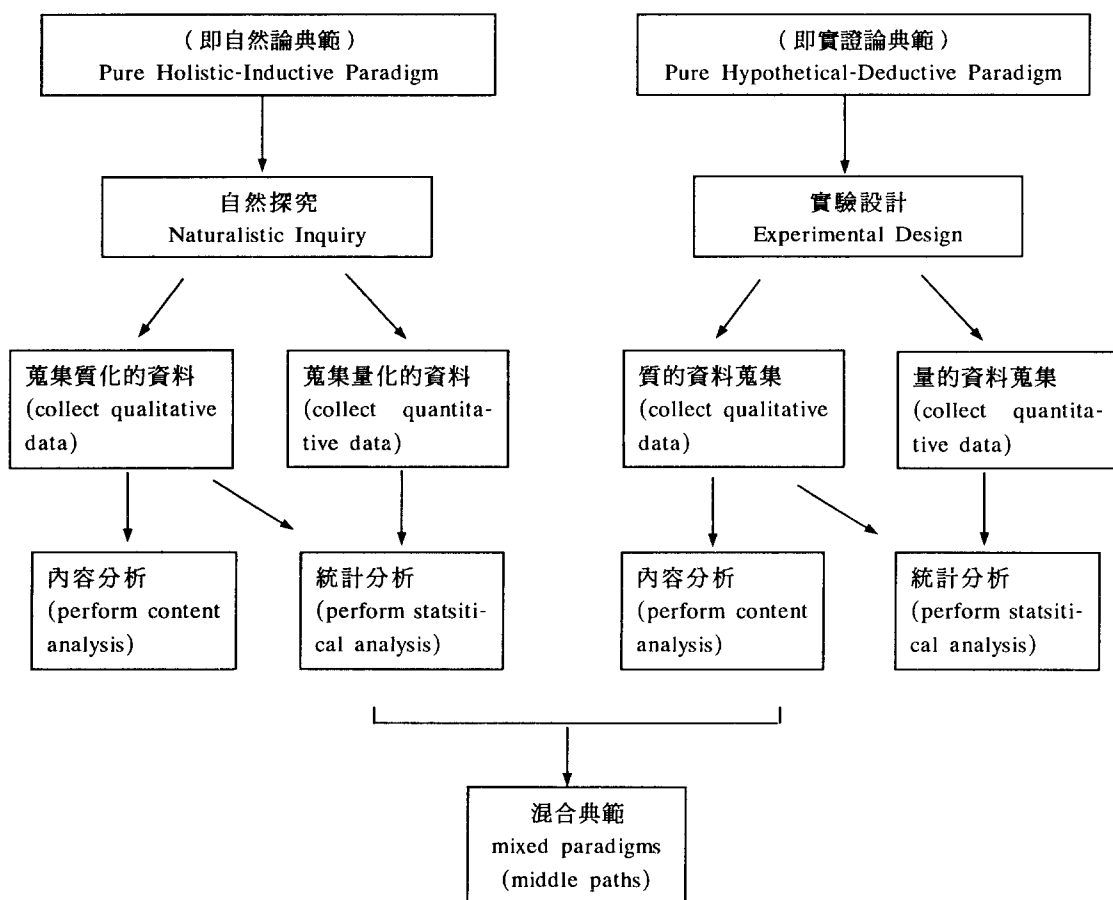 (即自然論典範)
Pure Holistic-Inductive Paradigm
(即實證論典範)
Pure Hypothetical-Deductive Paradigm
自然探究
Naturalistic Inquiry
實驗設計
Experimental Design
蒐集質化的資料
(collect qualitative
data)
蒐集量化的資料
(collect quantita-
tive data)
質的資料蒐集
(collect qualitative
data)
量的資料蒐集
(collect quantita-
tive data)
內容分析
(perform content
analysis)
統計分析
(perform statsiti-
cal analysis)
內容分析
(perform content
analysis)
統計分析
(perform statsiti-
cal analysis)
混合典範
mixed paradigms
(middle paths)